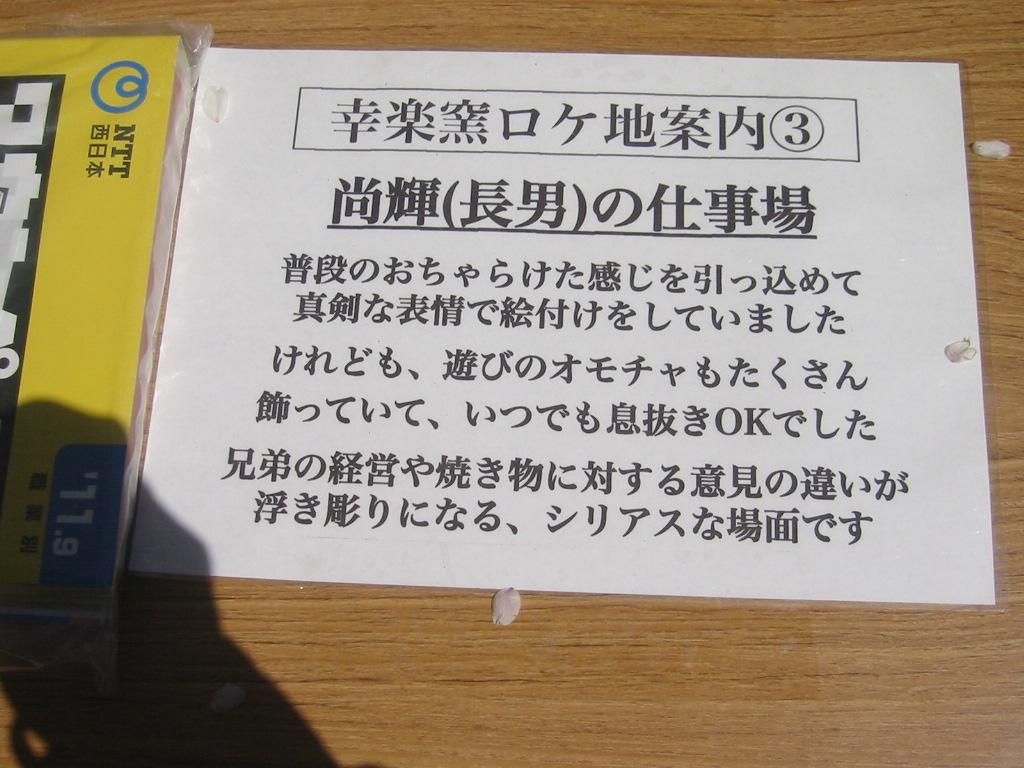 幸楽窯ロケ地案内③
尚輝(長男)の仕事場
普段のおちゃらけた感じを引っ込めて
真剣な表情で絵付けをしていました
けれども、遊びのオモチャもたくさん
飾っていて、いつでも息抜きOKでした
兄弟の経営や焼き物に対する意見の違いが
浮き彫りになる、シリアスな場面です
NTT
西日本
'11.9
職業別